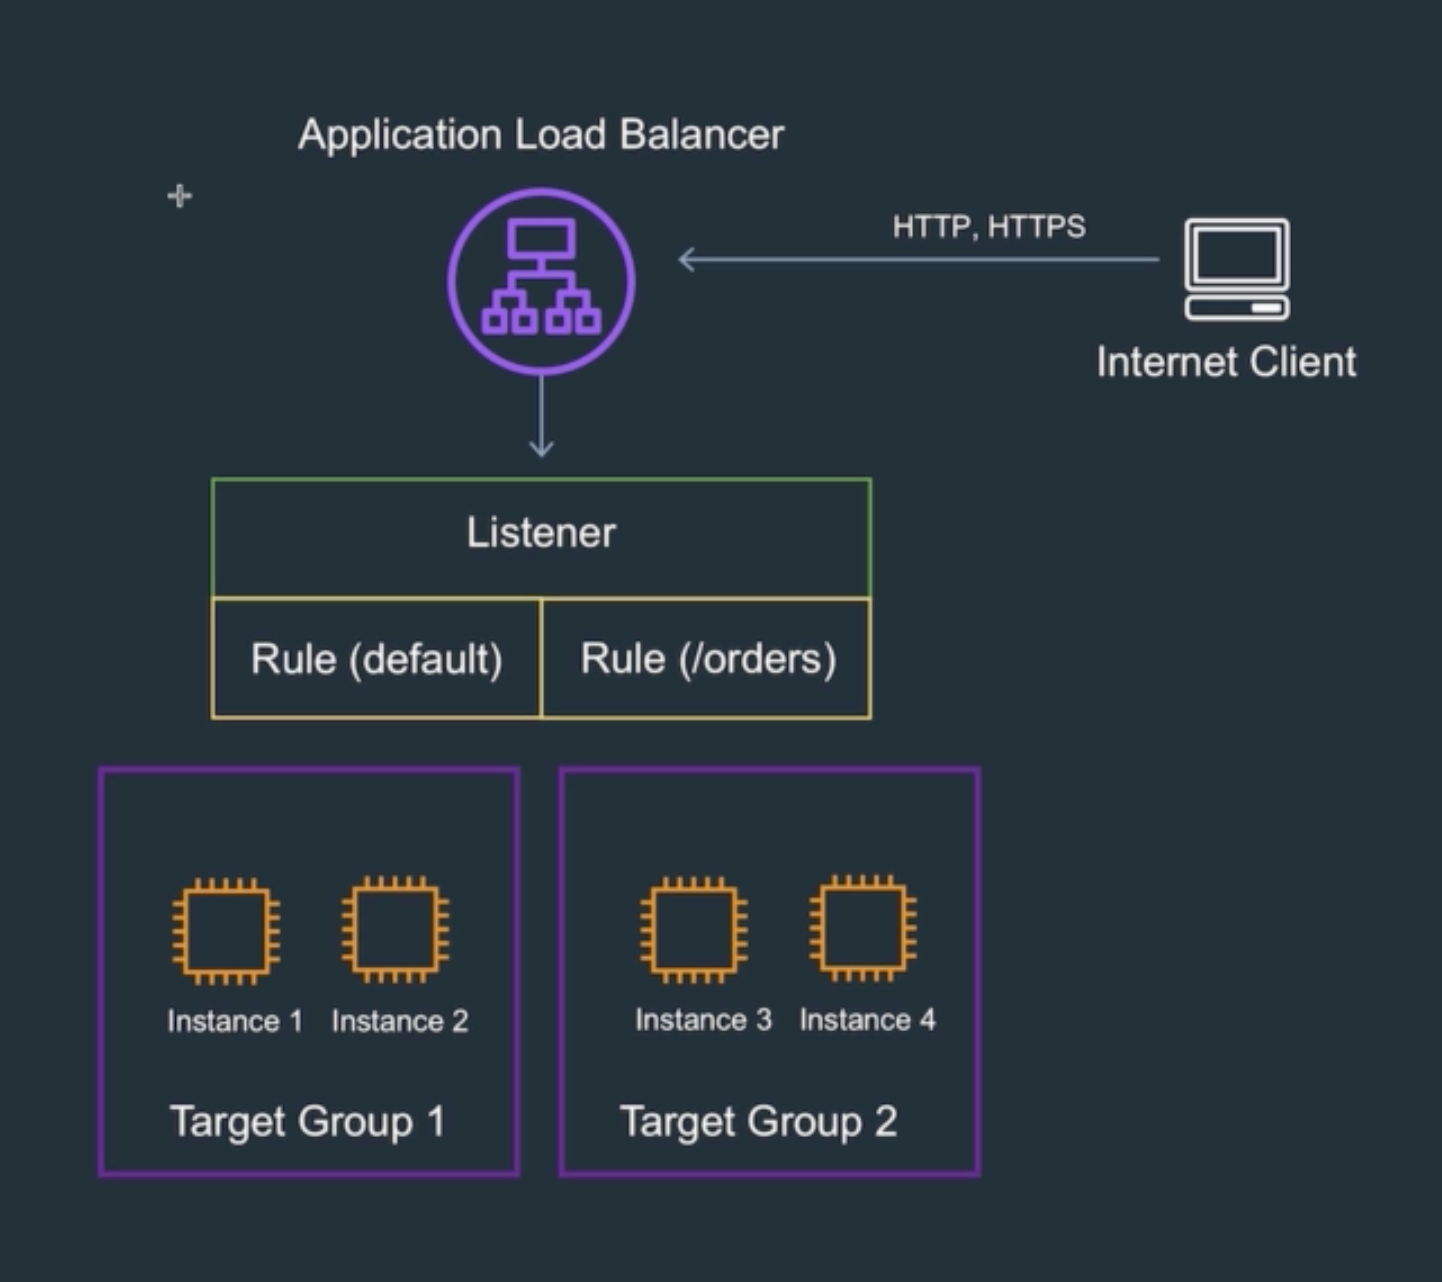 Application Load Balancer
HTTP, HTTPS
Internet Client
Listener
Rule (default)
Rule (/orders)
Instance 1
Instance 2
Instance 3
Instance 4
Target Group 1
Target Group 2